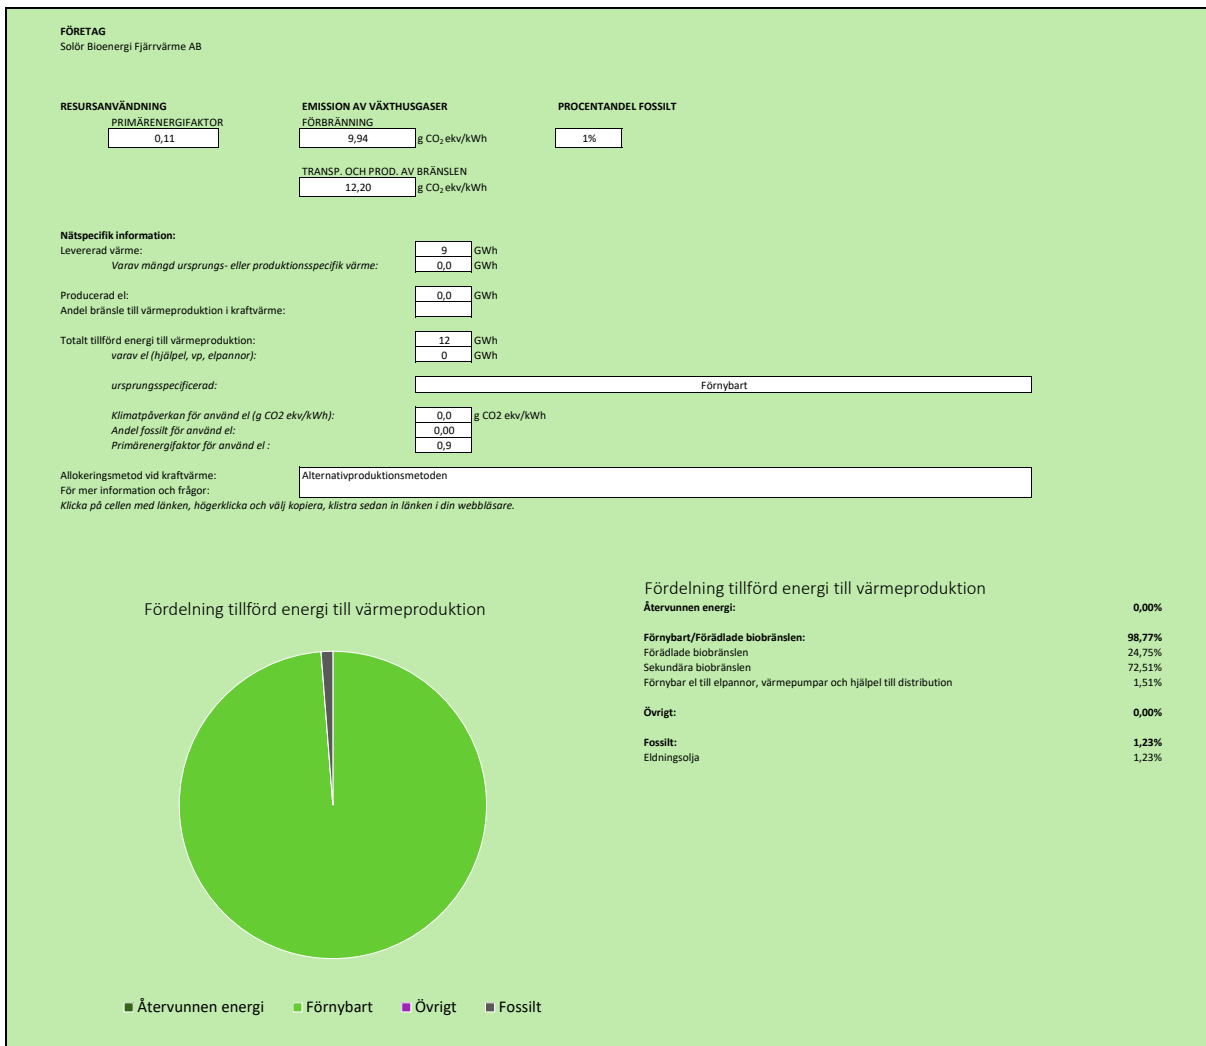 FÖRETAG
Solör Bioenergi Fjärrvärme AB
RESURSANVÄNDNING EMISSION AV VÄXTHUSGASER PROCENTANDEL FOSSILT
PRIMÄRENERGIFAKTOR FÖRBRÄNNING
0,11 9,94 g CO₂ ekv/kWh 1%
TRANSP. OCH PROD. AV BRÄNSLEN
12,20 g CO₂ ekv/kWh
Nätspecifik information:
Levererad värme: 9 GWh
Varav mängd ursprungs- eller produktionsspecifik värme: 0,0 GWh
Producerad el: 0,0 GWh
Andel bränsle till värmeproduktion i kraftvärme:
Totalt tillförd energi till värmeproduktion: 12 GWh
varav el (hjälpel, vp, elpannor): 0 GWh
ursprungsspecificerad: Förnybart
Klimatpåverkan för använd el (g CO2 ekv/kWh): 0,0 g CO2 ekv/kWh
Andel fossilt för använd el: 0,00
Primärenergifaktor för använd el : 0,9
Allokeringsmetod vid kraftvärme: Alternativproduktionsmetoden
För mer information och frågor:
Klicka på cellen med länken, högerklicka och välj kopiera, klistra sedan in länken i din webbläsare.
Fördelning tillförd energi till värmeproduktion
Återvunnen energi Förnybart Övrigt Fossilt
Fördelning tillförd energi till värmeproduktion
Återvunnen energi: 0,00%
Förnybart/Förädlade biobränslen: 98,77%
Förädlade biobränslen 24,75%
Sekundära biobränslen 72,51%
Förnybar el till elpannor, värmepumpar och hjälpel till distribution 1,51%
Övrigt: 0,00%
Fossilt: 1,23%
Eldningsolja 1,23%